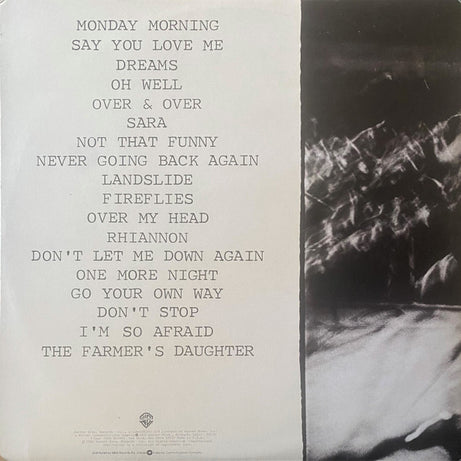 MONDAY MORNING
SAY YOU LOVE ME
DREAMS
OH WELL
OVER & OVER
SARA
NOT THAT FUNNY
NEVER GOING BACK AGAIN
LANDSLIDE
FIREFLIES
OVER MY HEAD
RHIANNON
DON'T LET ME DOWN AGAIN
ONE MORE NIGHT
GO YOUR OWN WAY
DON'T STOP
I'M SO AFRAID
THE FARMER'S DAUGHTER